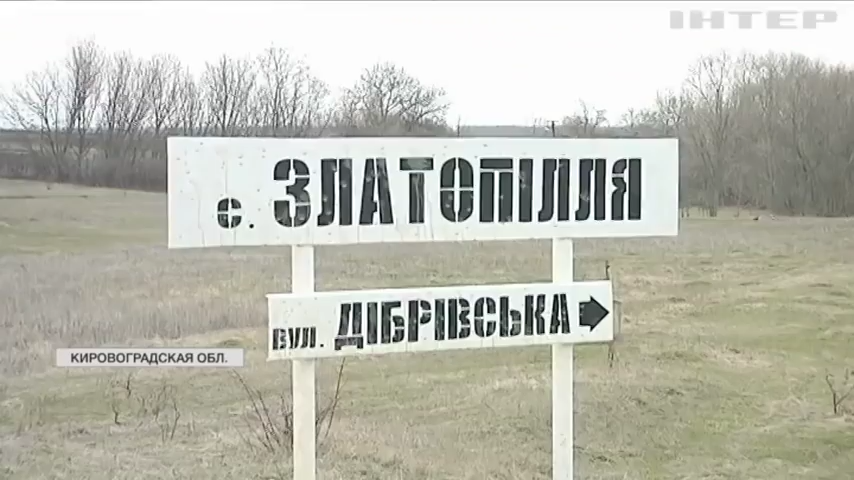 ІНТЕР
с. ЗЛАТОПІЛЛЯ
вул. ДІБРІВСЬКА
КИРОВОГРАДСКАЯ ОБЛ.